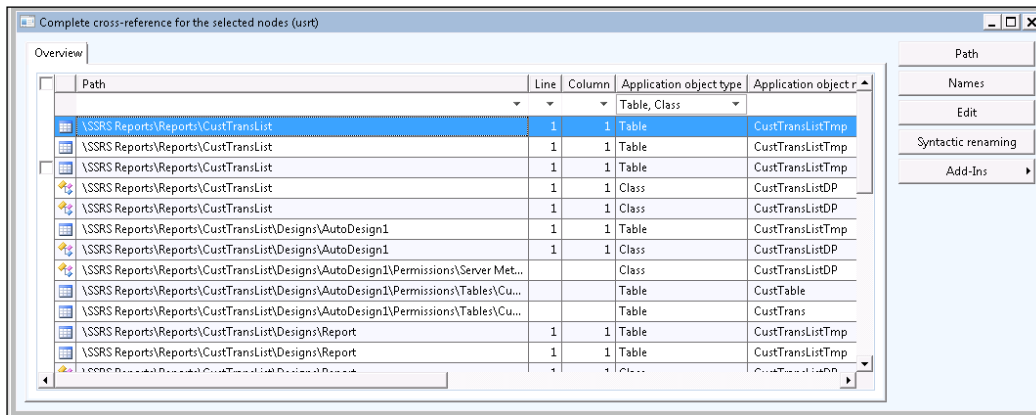 Complete cross-reference for the selected nodes (usrt)
Overview
Path Line Column Application object type Application object r
Table, Class
\SSRS Reports\Reports\CustTransList 1 1 Table CustTransListTmp
\SSRS Reports\Reports\CustTransList 1 1 Table CustTransListTmp
\SSRS Reports\Reports\CustTransList 1 1 Table CustTransListTmp
\SSRS Reports\Reports\CustTransList 1 1 Class CustTransListDP
\SSRS Reports\Reports\CustTransList 1 1 Class CustTransListDP
\SSRS Reports\Reports\CustTransList\Designs\AutoDesign1 1 1 Table CustTransListTmp
\SSRS Reports\Reports\CustTransList\Designs\AutoDesign1 1 1 Class CustTransListDP
\SSRS Reports\Reports\CustTransList\Designs\AutoDesign1\Permissions\Server Met... Class CustTransListDP
\SSRS Reports\Reports\CustTransList\Designs\AutoDesign1\Permissions\Tables\Cu... Table CustTable
\SSRS Reports\Reports\CustTransList\Designs\AutoDesign1\Permissions\Tables\Cu... Table CustTrans
\SSRS Reports\Reports\CustTransList\Designs\Report 1 1 Table CustTransListTmp
\SSRS Reports\Reports\CustTransList\Designs\Report 1 1 Table CustTransListTmp
Path
Names
Edit
Syntactic renaming
Add-Ins